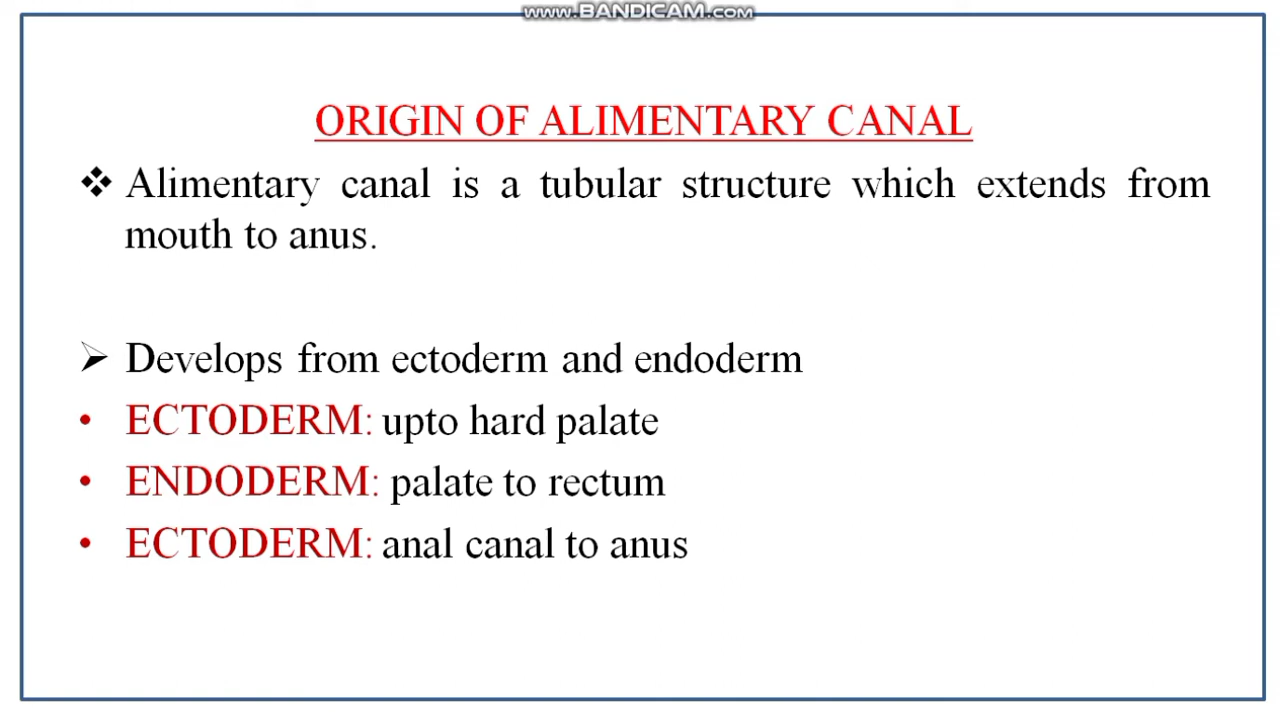 www.BANDICAM.com
ORIGIN OF ALIMENTARY CANAL
❖ Alimentary canal is a tubular structure which extends from
mouth to anus.
➢ Develops from ectoderm and endoderm
• ECTODERM: upto hard palate
• ENDODERM: palate to rectum
• ECTODERM: anal canal to anus